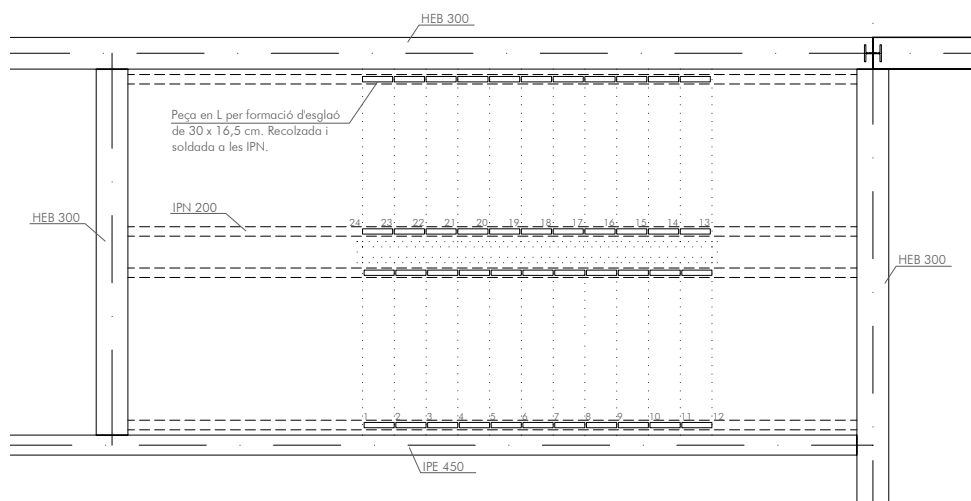 HEB 300
Peça en L per formació d'esglaó
de 30 x 16,5 cm. Recolzada i
soldada a les IPN.
IPN 200
24 23 22 21 20 19 18 17 16 15 14 13
HEB 300
HEB 300
1 2 3 4 5 6 7 8 9 10 11 12
IPE 450